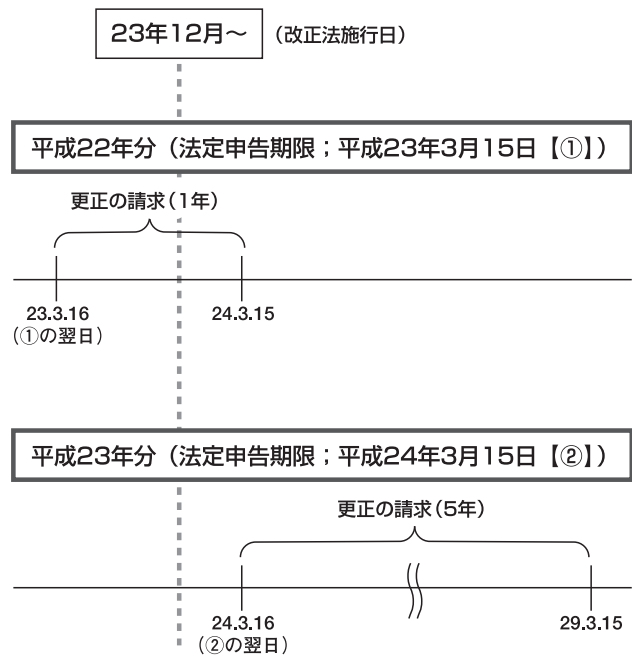 23年12月～ （改正法施行日）
平成22年分（法定申告期限；平成23年3月15日【①】）
更正の請求（1年）
23.3.16 24.3.15
（①の翌日）
平成23年分（法定申告期限；平成24年3月15日【②】）
更正の請求（5年）
24.3.16 29.3.15
（②の翌日）